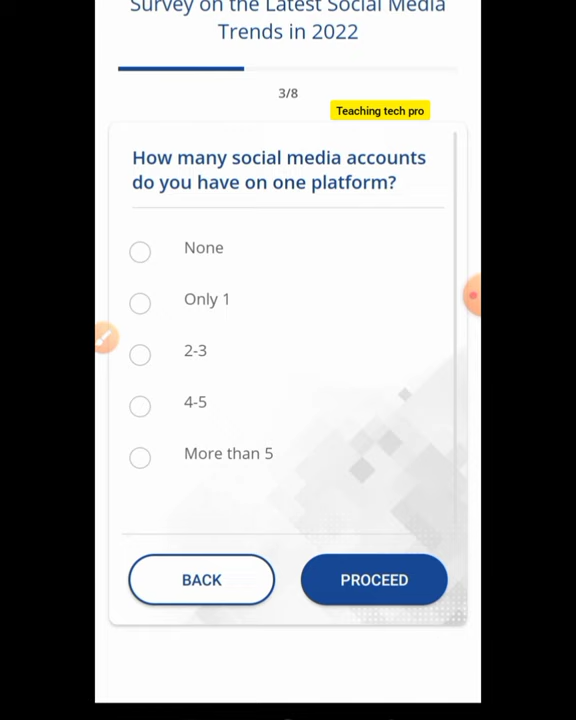 Survey on the Latest Social Media
Trends in 2022
3/8
Teaching tech pro
How many social media accounts
do you have on one platform?
None
Only 1
2-3
4-5
More than 5
BACK
PROCEED